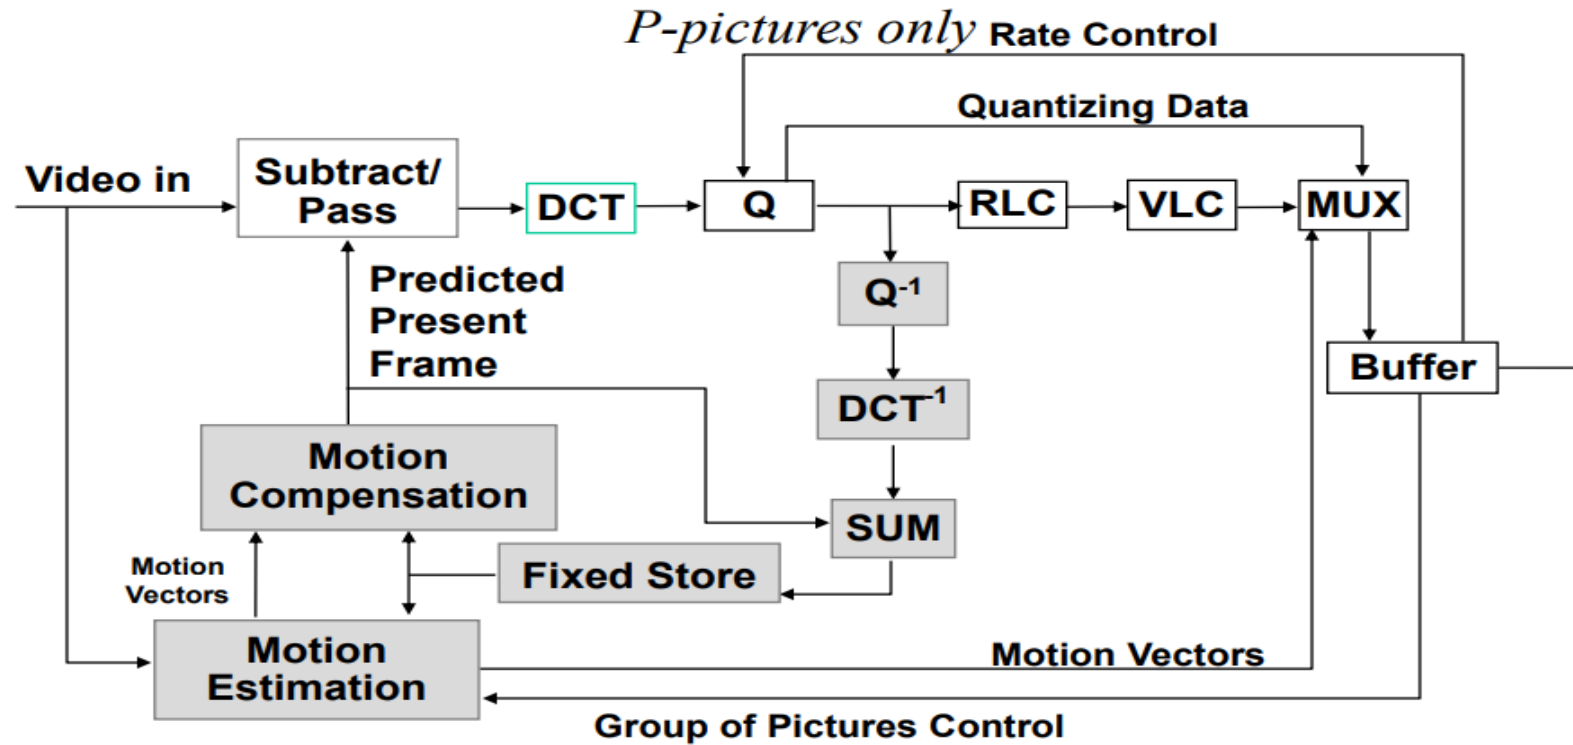 P-pictures only
Rate Control
Quantizing Data
Video in
Subtract/
Pass
DCT
Q
RLC
VLC
MUX
Predicted
Present
Frame
Q⁻¹
Buffer
DCT⁻¹
Motion
Compensation
SUM
Motion
Vectors
Fixed Store
Motion
Estimation
Motion Vectors
Group of Pictures Control